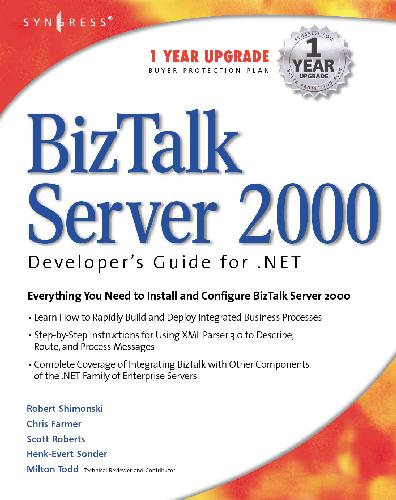 SYNGRESS®
1 YEAR UPGRADE
BUYER PROTECTION PLAN
1
YEAR
UPGRADE
BizTalk
Server 2000
Developer's Guide for .NET
Everything You Need to Install and Configure BizTalk Server 2000
• Learn How to Rapidly Build and Deploy Integrated Business Processes
• Step-by-Step Instructions for Using XML Parser 3.0 to Describe,
Route, and Process Messages
• Complete Coverage of Integrating BizTalk with Other Components
of the .NET Family of Enterprise Servers
Robert Shimonski
Chris Farmer
Scott Roberts
Henk-Evert Sonder
Milton Todd Technical Reviewer and Contributor